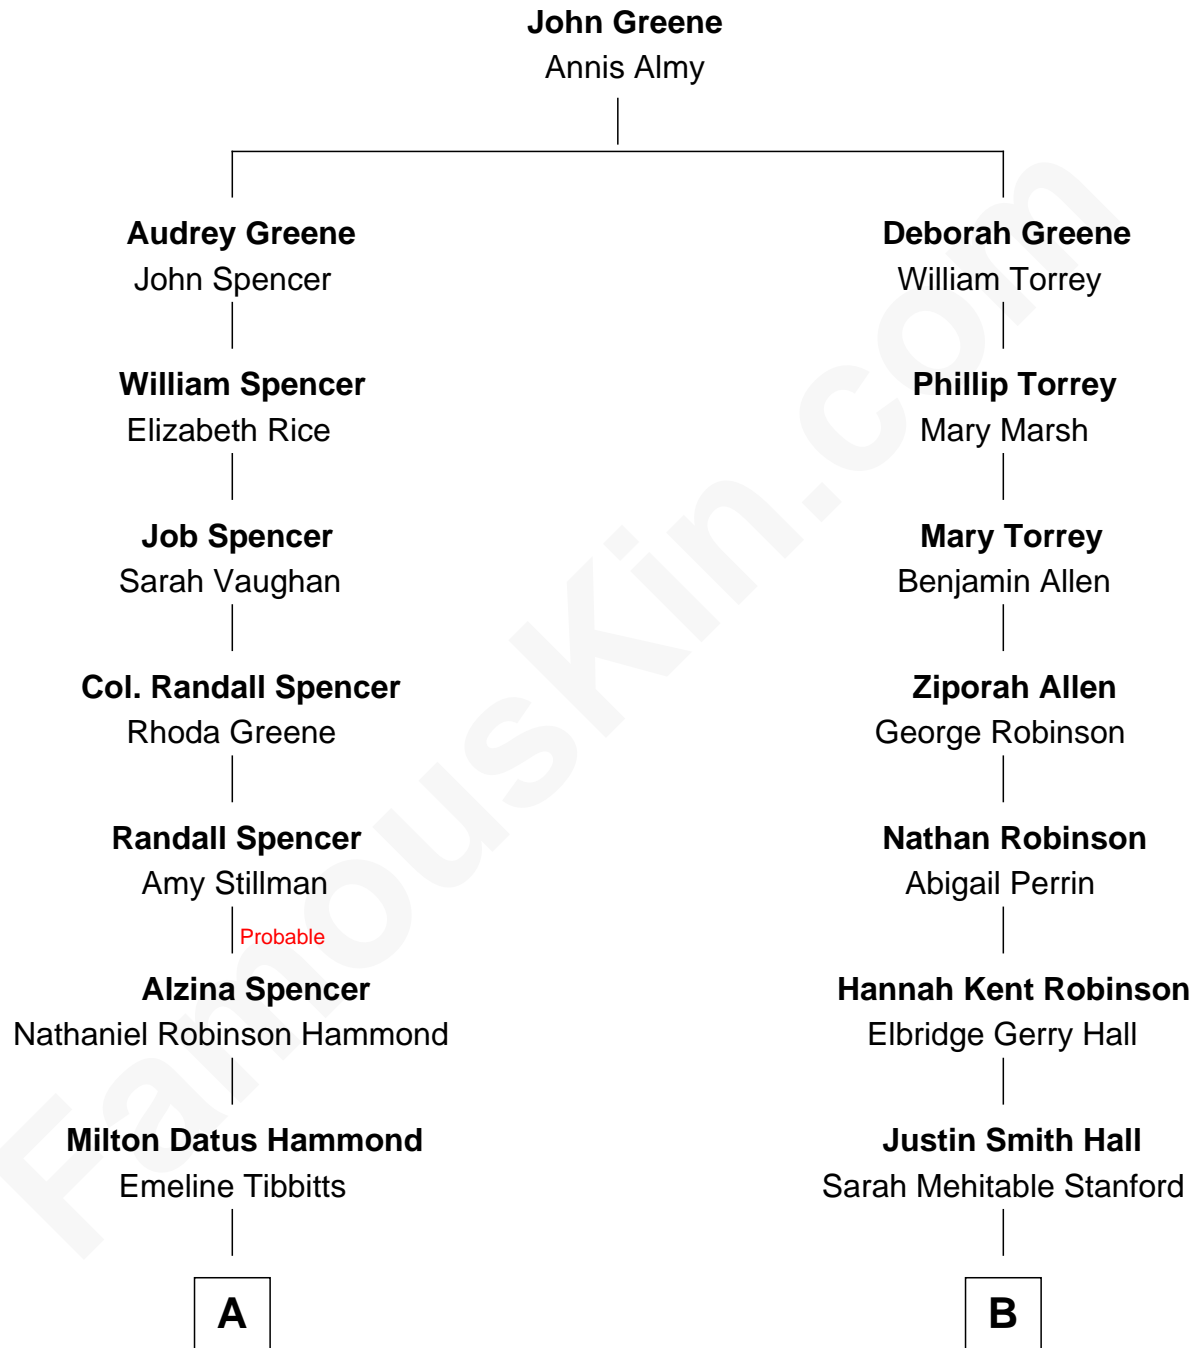 John Greene
Annis Almy
Audrey Greene
John Spencer
Deborah Greene
William Torrey
William Spencer
Elizabeth Rice
Phillip Torrey
Mary Marsh
Job Spencer
Sarah Vaughan
Mary Torrey
Benjamin Allen
Col. Randall Spencer
Rhoda Greene
Ziporah Allen
George Robinson
Randall Spencer
Amy Stillman
Nathan Robinson
Abigail Perrin
Probable
Alzina Spencer
Nathaniel Robinson Hammond
Hannah Kent Robinson
Elbridge Gerry Hall
Milton Datus Hammond
Emeline Tibbitts
Justin Smith Hall
Sarah Mehitable Stanford
A
B
FamousKin.com